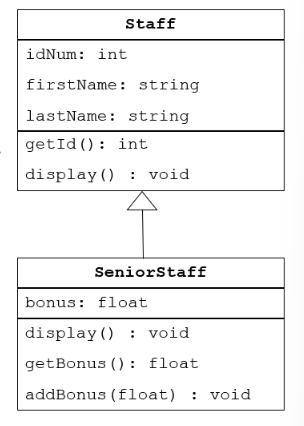 Staff
idNum: int
firstName: string
lastName: string
getId(): int
display() : void
SeniorStaff
bonus: float
display() : void
getBonus(): float
addBonus(float) : void